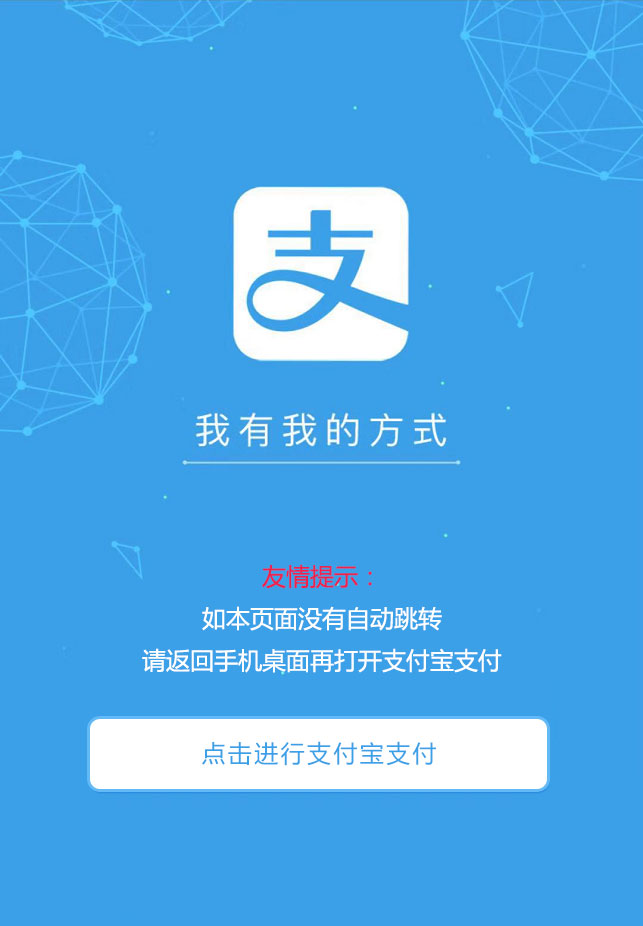 支
我有我的方式
友情提示：
如本页面没有自动跳转
请返回手机桌面再打开支付宝支付
点击进行支付宝支付